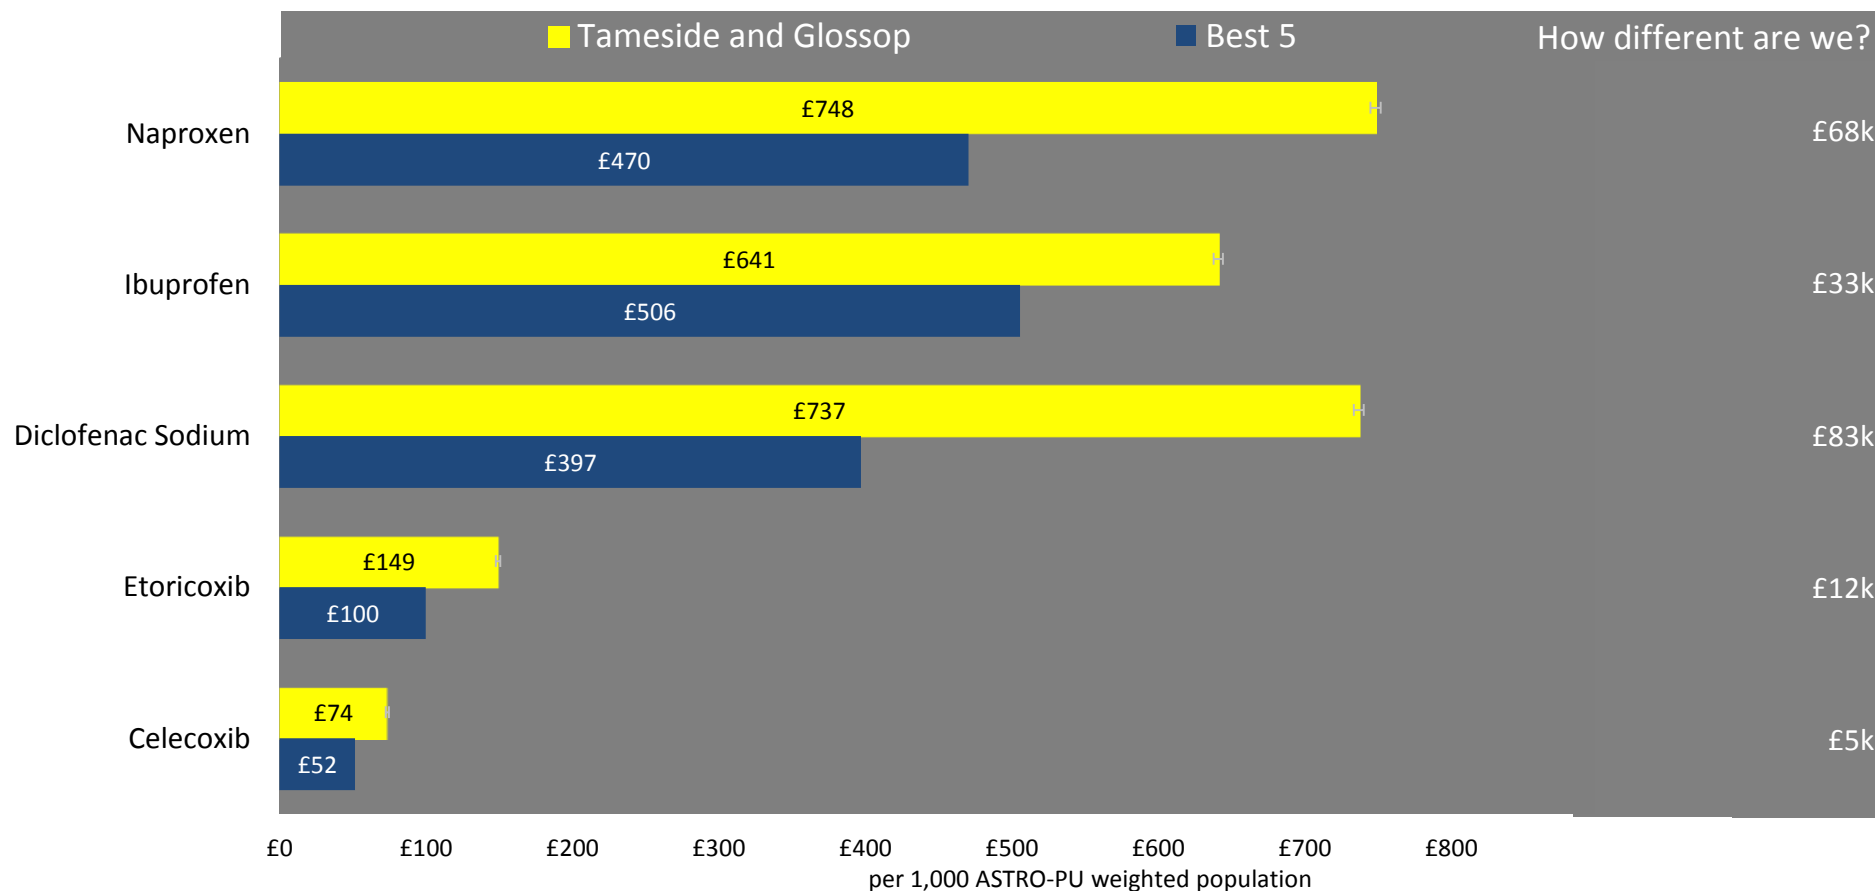 Tameside and Glossop Best 5 How different are we?
Naproxen £748 £470 £68k
Ibuprofen £641 £506 £33k
Diclofenac Sodium £737 £397 £83k
Etoricoxib £149 £100 £12k
Celecoxib £74 £52 £5k
£0 £100 £200 £300 £400 £500 £600 £700 £800
per 1,000 ASTRO-PU weighted population